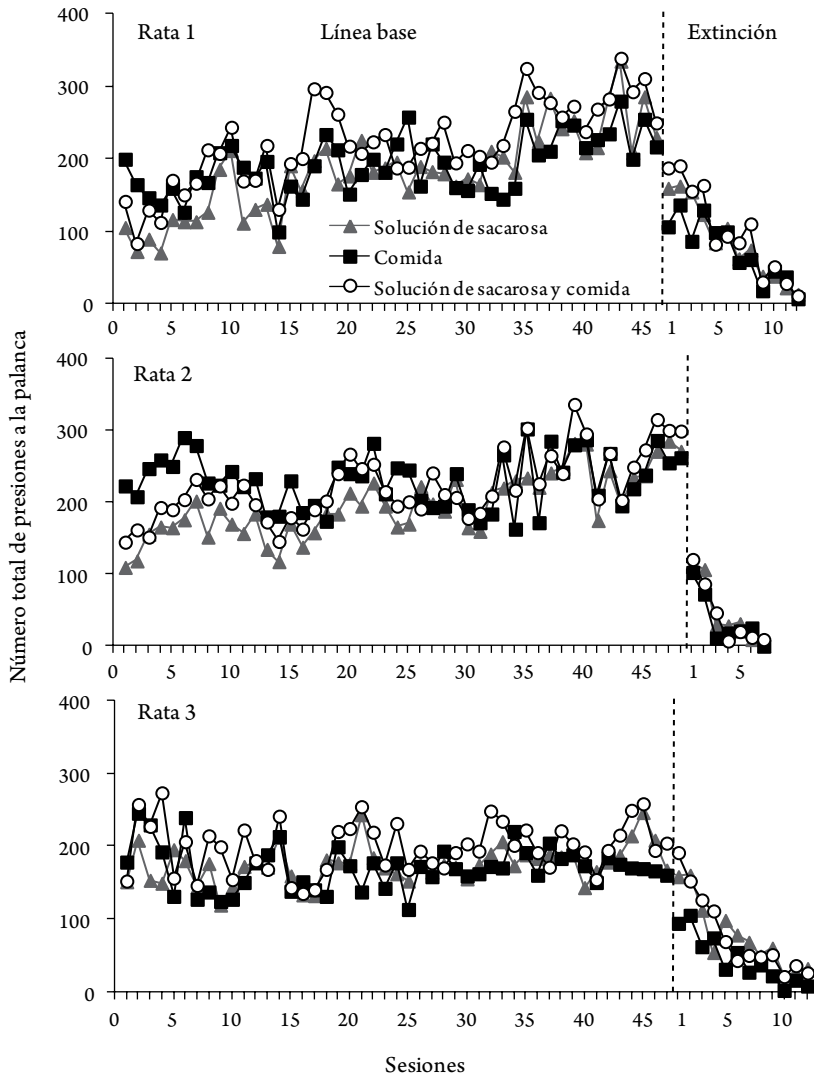 400
Rata 1
Línea base
Extinción
300
200
100
0
Solución de sacarosa
Comida
Solución de sacarosa y comida
0 5 10 15 20 25 30 35 40 45 1 5 10
Número total de presiones a la palanca
400
Rata 2
300
200
100
0
0 5 10 15 20 25 30 35 40 45 1 5
400
Rata 3
300
200
100
0
0 5 10 15 20 25 30 35 40 45 1 5 10
Sesiones